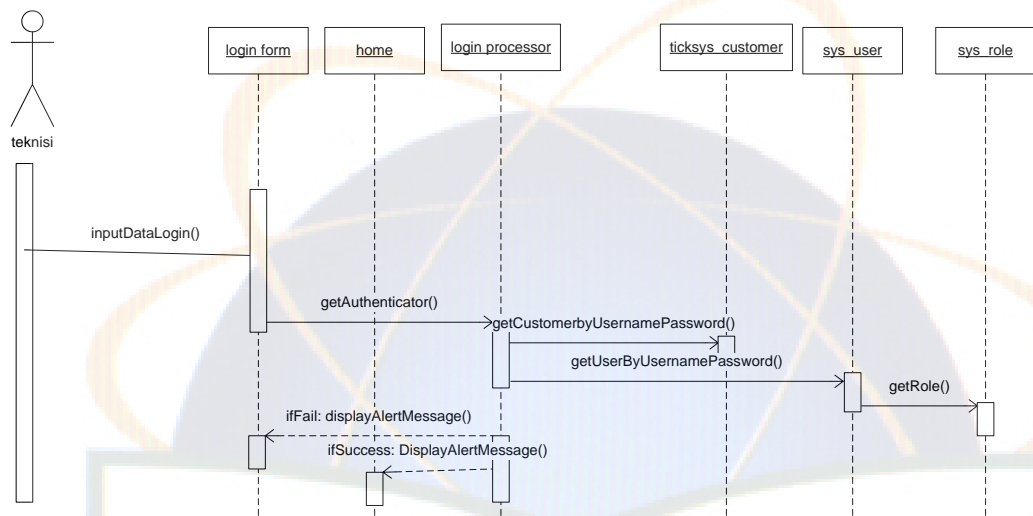 login form
home
login processor
ticksys_customer
sys_user
sys_role
teknisi
inputDataLogin()
getAuthenticator()
getCustomerbyUsernamePassword()
getUserByUsernamePassword()
getRole()
ifFail: displayAlertMessage()
ifSuccess: DisplayAlertMessage()